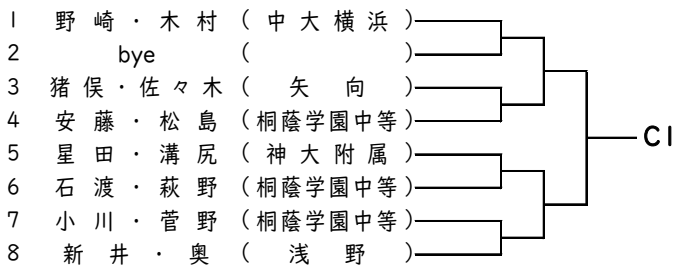 1 野崎・木村 (中大横浜)
2 bye (
3 猪俣・佐々木 (矢向)
4 安藤・松島 (桐蔭学園中等)
5 星田・溝尻 (神大附属)
6 石渡・萩野 (桐蔭学園中等)
7 小川・菅野 (桐蔭学園中等)
8 新井・奥 (浅野)
C1